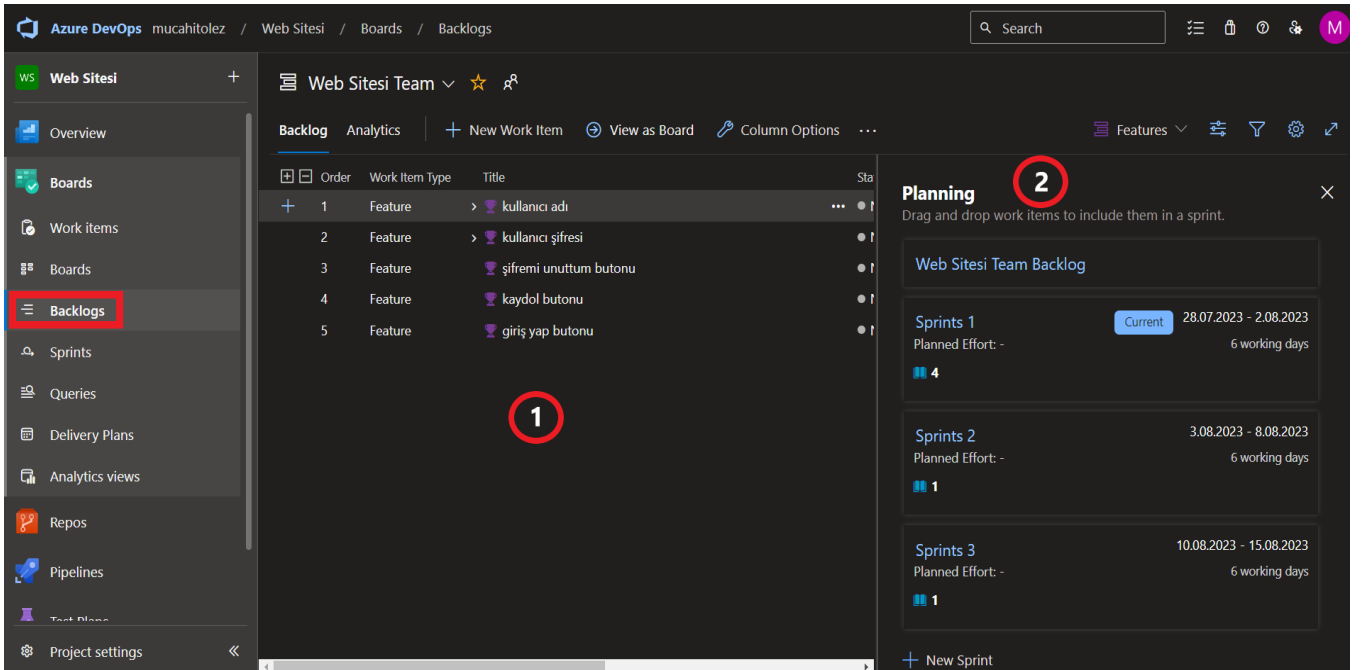 Azure DevOps mucahitolez / Web Sitesi / Boards / Backlogs
Search
M
WS Web Sitesi
Overview
Boards
Work items
Boards
Backlogs
Sprints
Queries
Delivery Plans
Analytics views
Repos
Pipelines
Test Plans
Project settings
Web Sitesi Team
Backlog Analytics New Work Item View as Board Column Options
Features
Order Work Item Type Title Sta
1 Feature kullanıcı adı
2 Feature kullanıcı şifresi
3 Feature şifremi unuttum butonu
4 Feature kaydol butonu
5 Feature giriş yap butonu
1
2
Planning
Drag and drop work items to include them in a sprint.
Web Sitesi Team Backlog
Sprints 1 Current 28.07.2023 - 2.08.2023
Planned Effort: - 6 working days
4
Sprints 2 3.08.2023 - 8.08.2023
Planned Effort: - 6 working days
1
Sprints 3 10.08.2023 - 15.08.2023
Planned Effort: - 6 working days
1
New Sprint